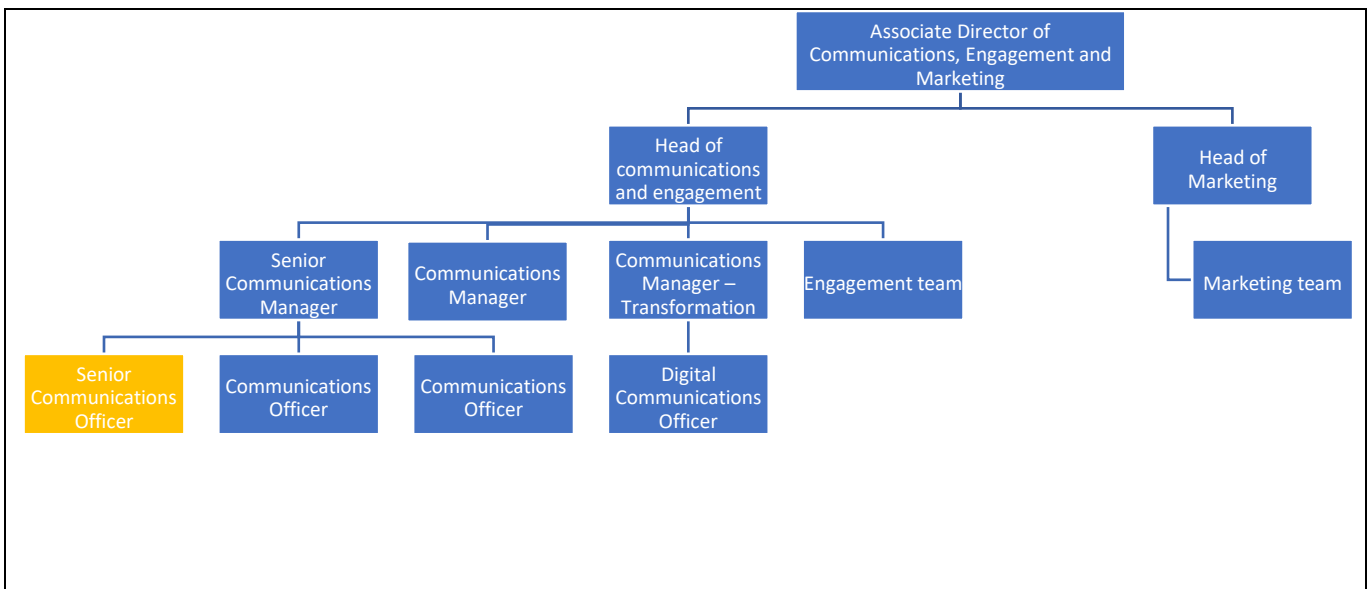 Associate Director of
Communications, Engagement and
Marketing
Head of
communications
and engagement
Head of
Marketing
Senior
Communications
Manager
Communications
Manager
Communications
Manager –
Transformation
Engagement team
Marketing team
Senior
Communications
Officer
Communications
Officer
Communications
Officer
Digital
Communications
Officer